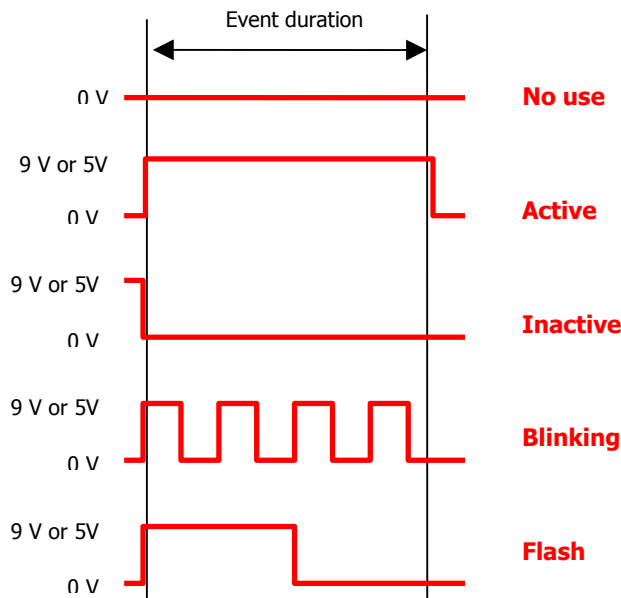 Event duration
0 V
No use
9 V or 5V
0 V
Active
9 V or 5V
0 V
Inactive
9 V or 5V
0 V
Blinking
9 V or 5V
0 V
Flash